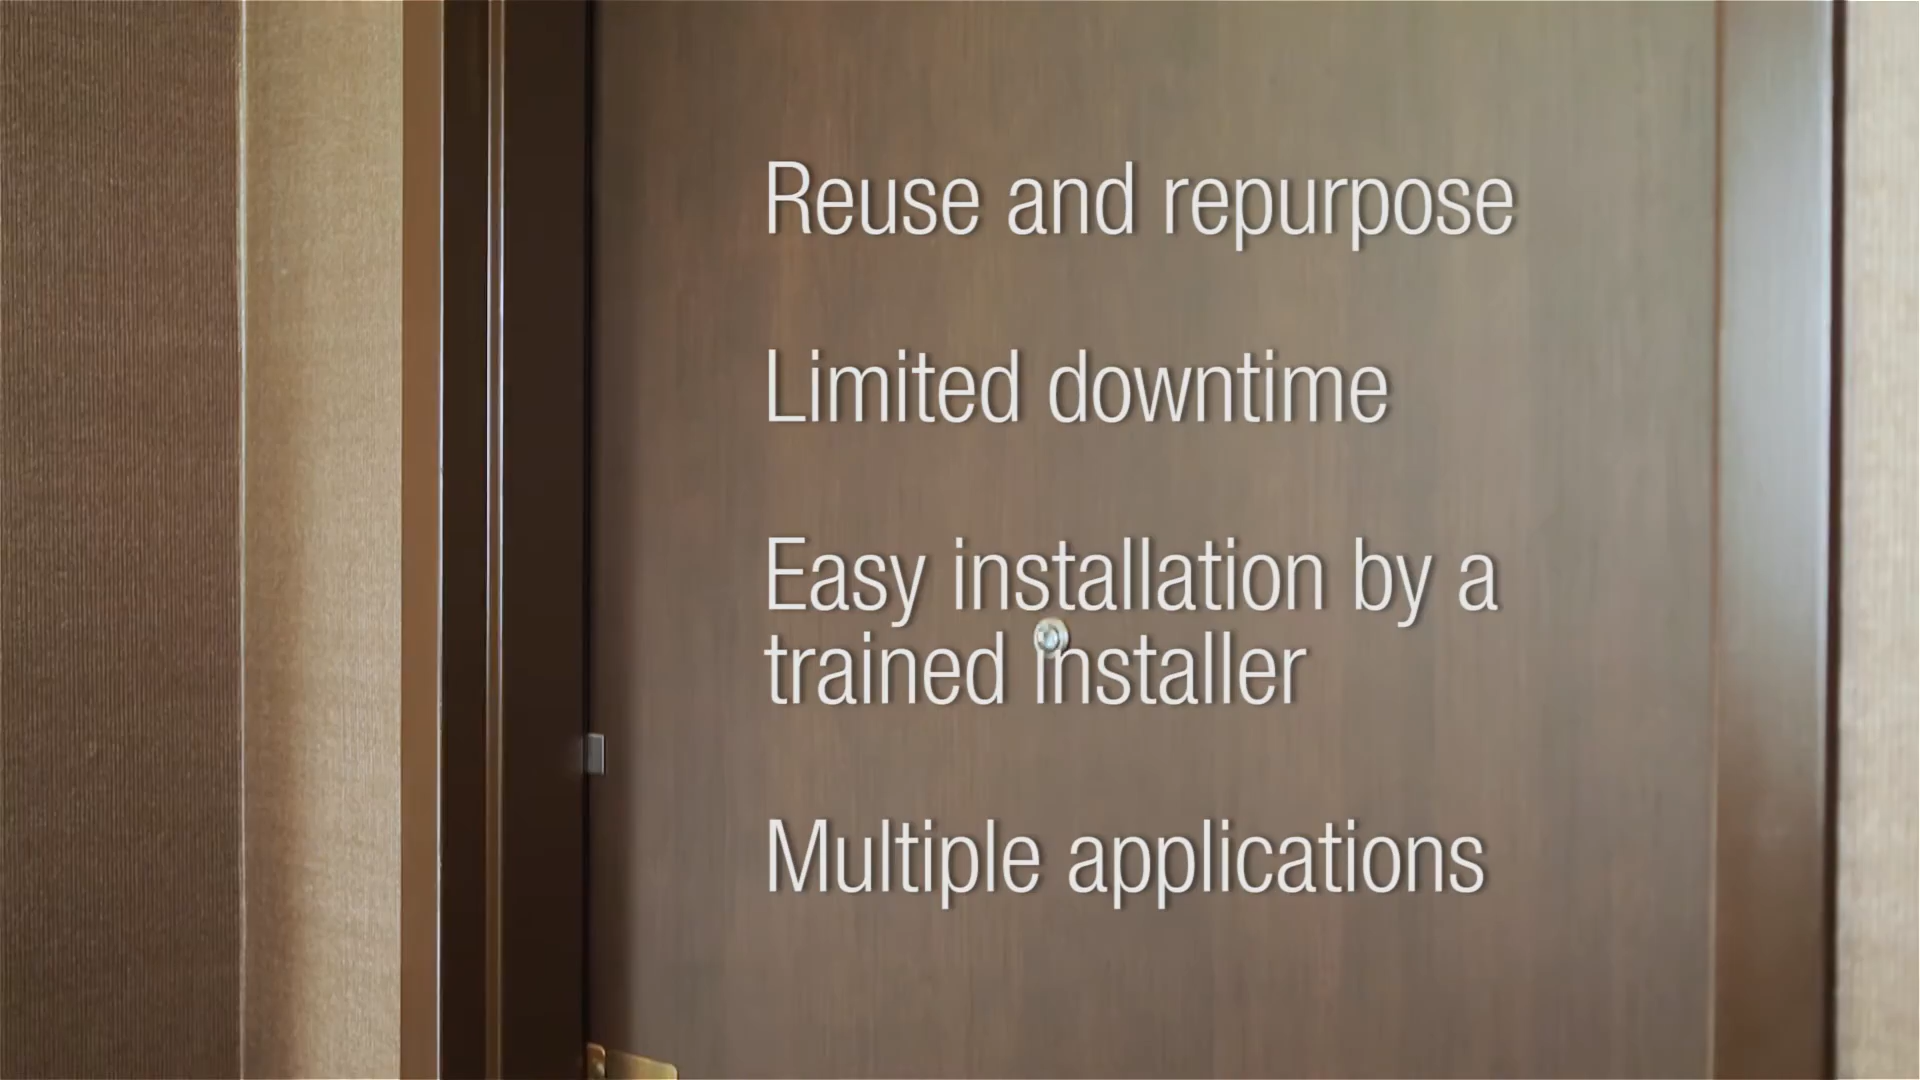 Reuse and repurpose
Limited downtime
Easy installation by a
trained installer
Multiple applications